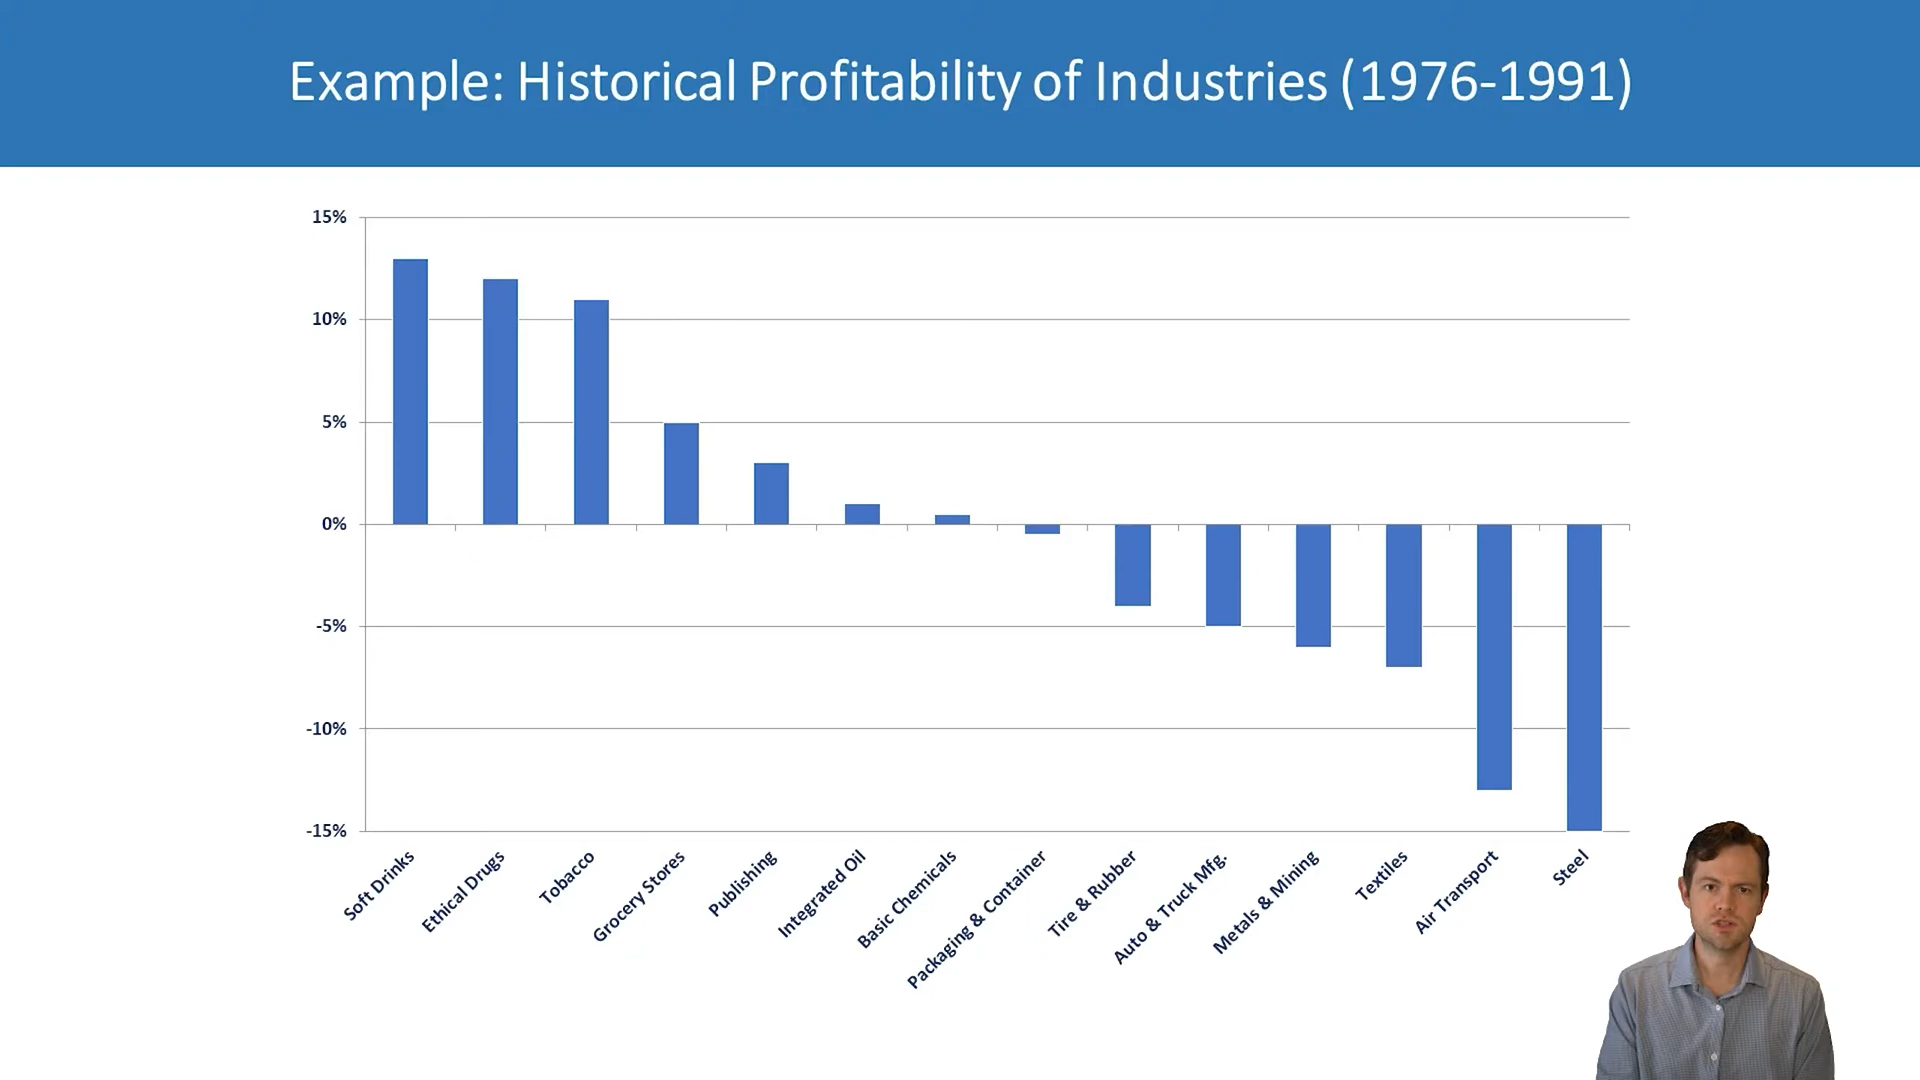 Example: Historical Profitability of Industries (1976-1991)
15%
10%
5%
0%
-5%
-10%
-15%
Soft Drinks
Ethical Drugs
Tobacco
Grocery Stores
Publishing
Integrated Oil
Basic Chemicals
Packaging & Container
Tire & Rubber
Auto & Truck Mfg.
Metals & Mining
Textiles
Air Transport
Steel